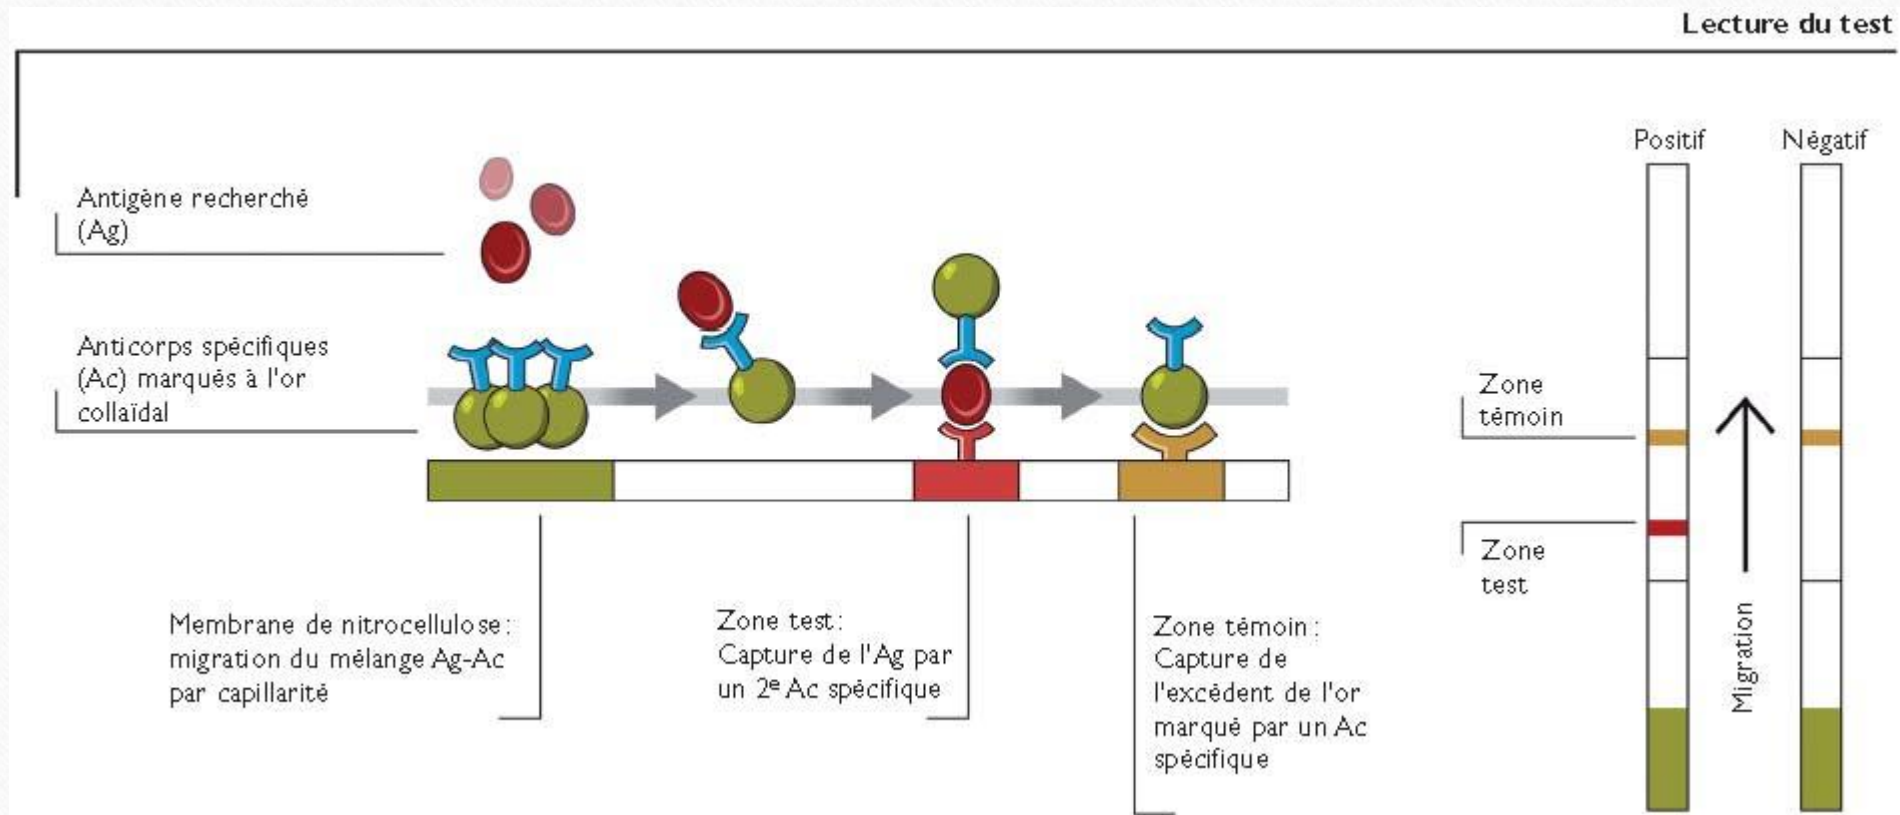 Lecture du test
Antigène recherché
(Ag)
Anticorps spécifiques
(Ac) marqués à l'or
collaïdal
Membrane de nitrocellulose:
migration du mélange Ag-Ac
par capillarité
Zone test:
Capture de l'Ag par
un 2e Ac spécifique
Zone témoin:
Capture de
l'excédent de l'or
marqué par un Ac
spécifique
Positif
Négatif
Zone
témoin
Zone
test
Migration